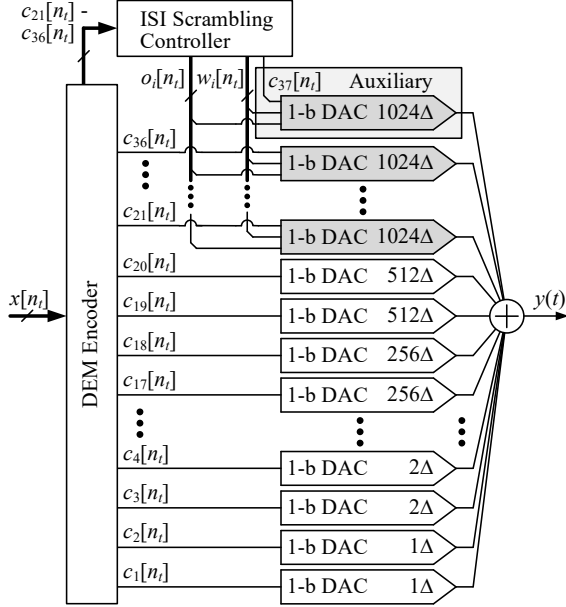 c21[nt] -
c36[nt]
ISI Scrambling
Controller
oi[nt] wi[nt] c37[nt] Auxiliary
1-b DAC 1024Δ
c36[nt]
1-b DAC 1024Δ
c21[nt]
1-b DAC 1024Δ
c20[nt]
1-b DAC 512Δ
c19[nt]
1-b DAC 512Δ
c18[nt]
1-b DAC 256Δ
c17[nt]
1-b DAC 256Δ
c4[nt]
1-b DAC 2Δ
c3[nt]
1-b DAC 2Δ
c2[nt]
1-b DAC 1Δ
c1[nt]
1-b DAC 1Δ
x[nt]
DEM Encoder
+
y(t)